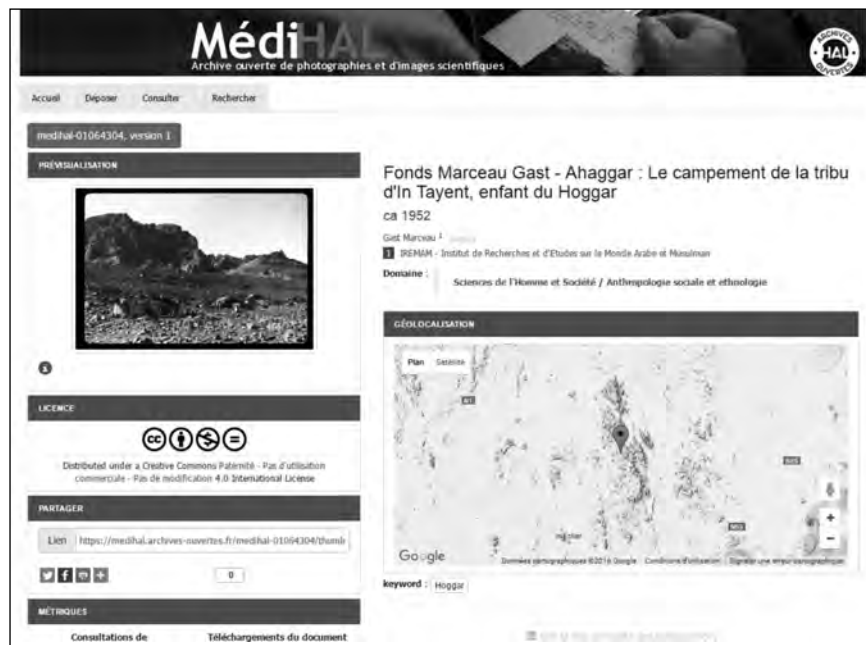 MédiHAL
Archive ouverte de photographies et d'images scientifiques
ARCHIVES
HAL
OUVERTES
Accueil Déposer Consulter Rechercher
medihal-01064304, version 1
PRÉVISUALISATION
Fonds Marceau Gast - Ahaggar : Le campement de la tribu
d'In Tayent, enfant du Hoggar
ca 1952
Gast Marceau 1
1 IREMAM - Institut de Recherches et d'Etudes sur le Monde Arabe et Musulman
Domaine :
Sciences de l'Homme et Société / Anthropologie sociale et ethnologie
GÉOLOCALISATION
Plan Satellite
Google
Données cartographiques ©2016 Google Conditions d'utilisation Signaler une erreur cartographique
keyword : Hoggar
LICENCE
cc
Distributed under a Creative Commons Paternité - Pas d'utilisation
commerciale - Pas de modification 4.0 International License
PARTAGER
Lien https://medihal.archives-ouvertes.fr/medihal-01064304/thumb
0
MÉTRIQUES
Consultations de Téléchargements du document